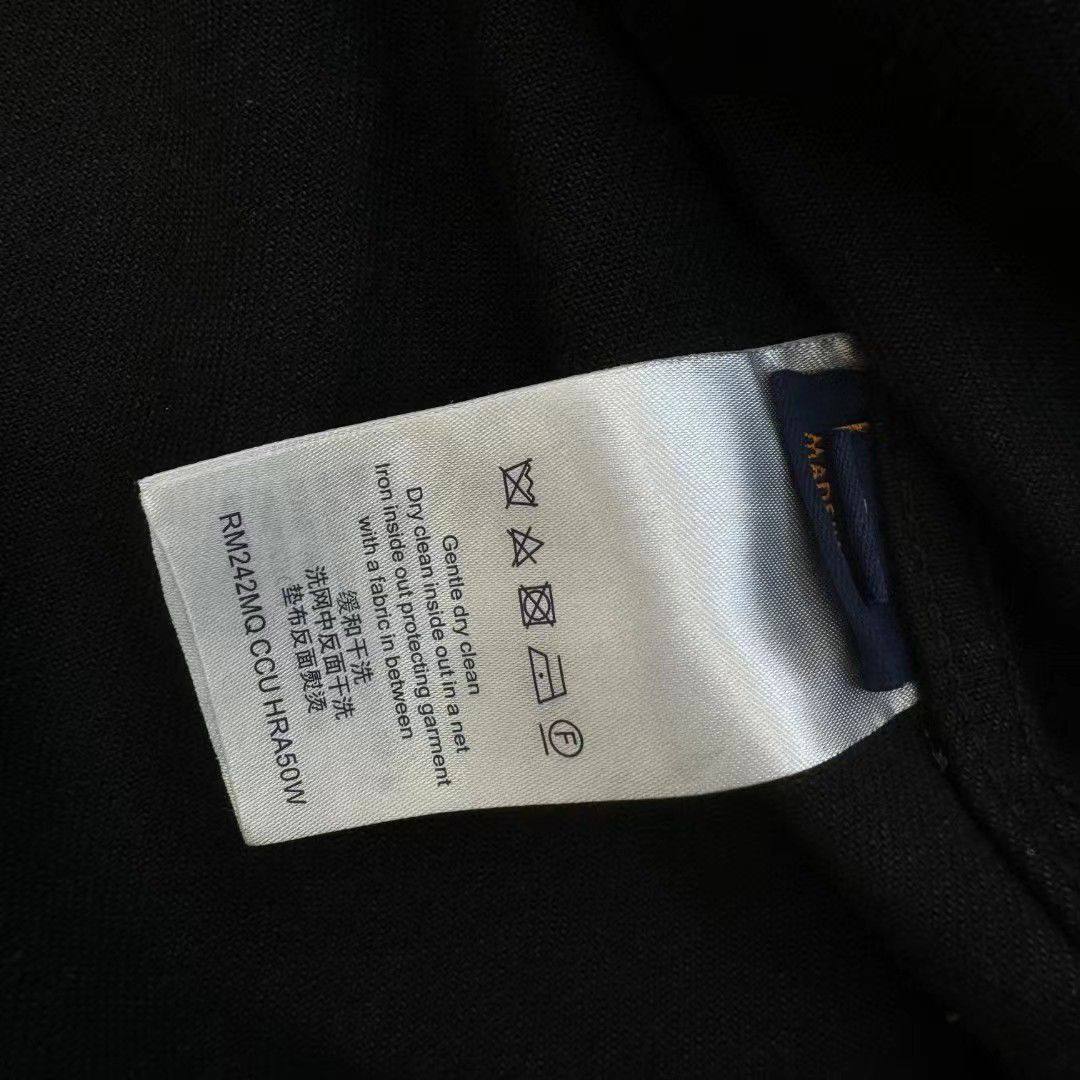 Gentle dry clean
Dry clean inside out in a net
Iron inside out protecting garment
with a fabric in between
缓和干洗
洗网中反面干洗
垫布反面熨烫
RM242MQ CCU HRA50W
F
MADE